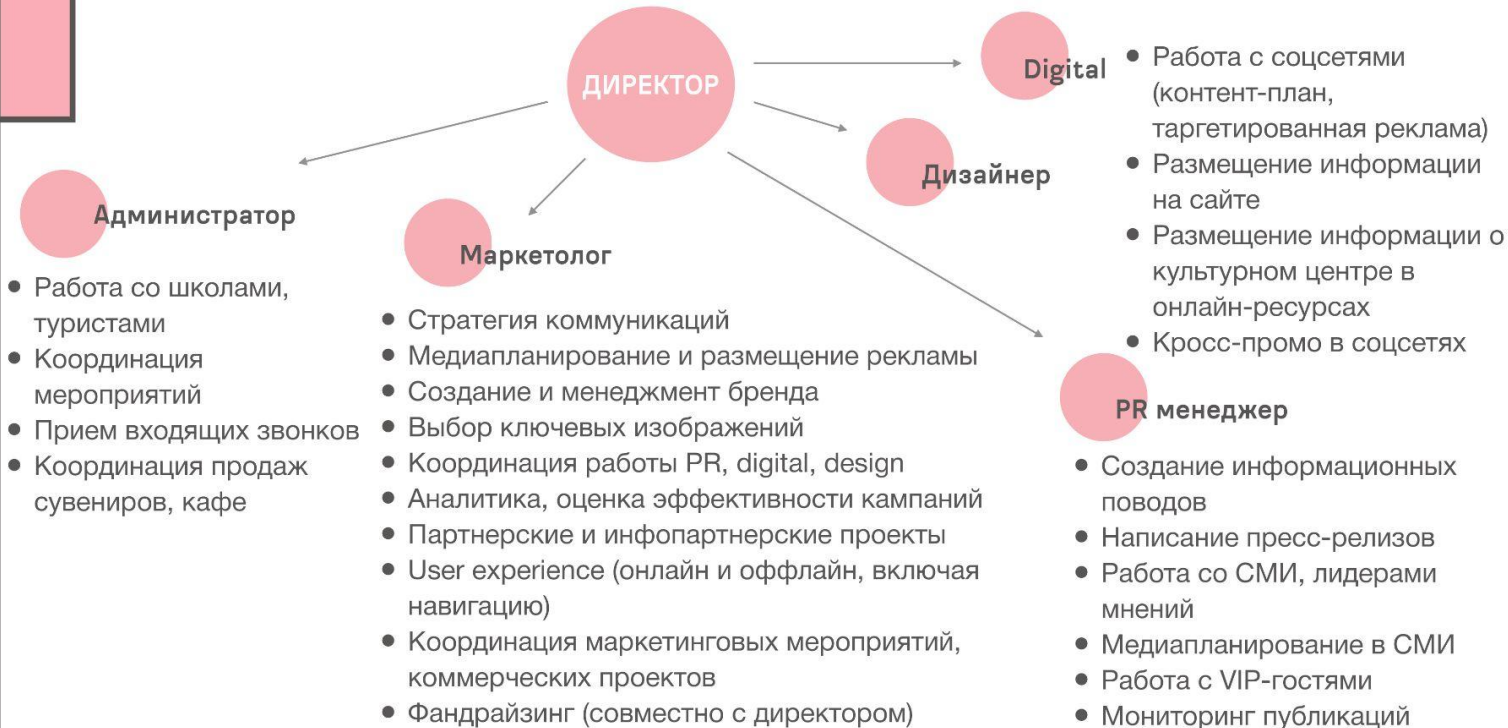 ДИРЕКТОР
Администратор
• Работа со школами,
туристами
• Координация
мероприятий
• Прием входящих звонков
• Координация продаж
сувениров, кафе
Маркетолог
• Стратегия коммуникаций
• Медиапланирование и размещение рекламы
• Создание и менеджмент бренда
• Выбор ключевых изображений
• Координация работы PR, digital, design
• Аналитика, оценка эффективности кампаний
• Партнерские и инфопартнерские проекты
• User experience (онлайн и оффлайн, включая
навигацию)
• Координация маркетинговых мероприятий,
коммерческих проектов
• Фандрайзинг (совместно с директором)
Дизайнер
Digital
• Работа с соцсетями
(контент-план,
таргетированная реклама)
• Размещение информации
на сайте
• Размещение информации о
культурном центре в
онлайн-ресурсах
• Кросс-промо в соцсетях
PR менеджер
• Создание информационных
поводов
• Написание пресс-релизов
• Работа со СМИ, лидерами
мнений
• Медиапланирование в СМИ
• Работа с VIP-гостями
• Мониторинг публикаций